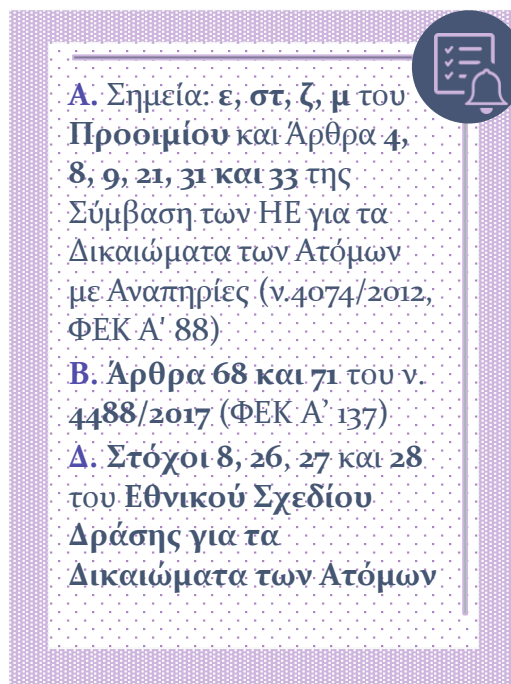 Α. Σημεία: ε, στ, ζ, μ του
Προοιμίου και Άρθρα 4,
8, 9, 21, 31 και 33 της
Σύμβαση των ΗΕ για τα
Δικαιώματα των Ατόμων
με Αναπηρίες (ν.4074/2012,
ΦΕΚ Α' 88)
Β. Άρθρα 68 και 71 του ν.
4488/2017 (ΦΕΚ Α’ 137)
Δ. Στόχοι 8, 26, 27 και 28
του Εθνικού Σχεδίου
Δράσης για τα
Δικαιώματα των Ατόμων